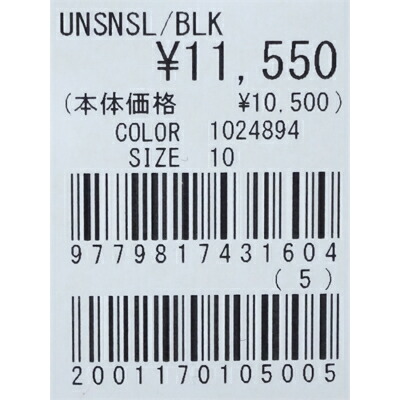 UNSNSL/BLK
¥11,550
(本体価格 ¥10,500)
COLOR 1024894
SIZE 10
9779817431604
(5)
2001170105005